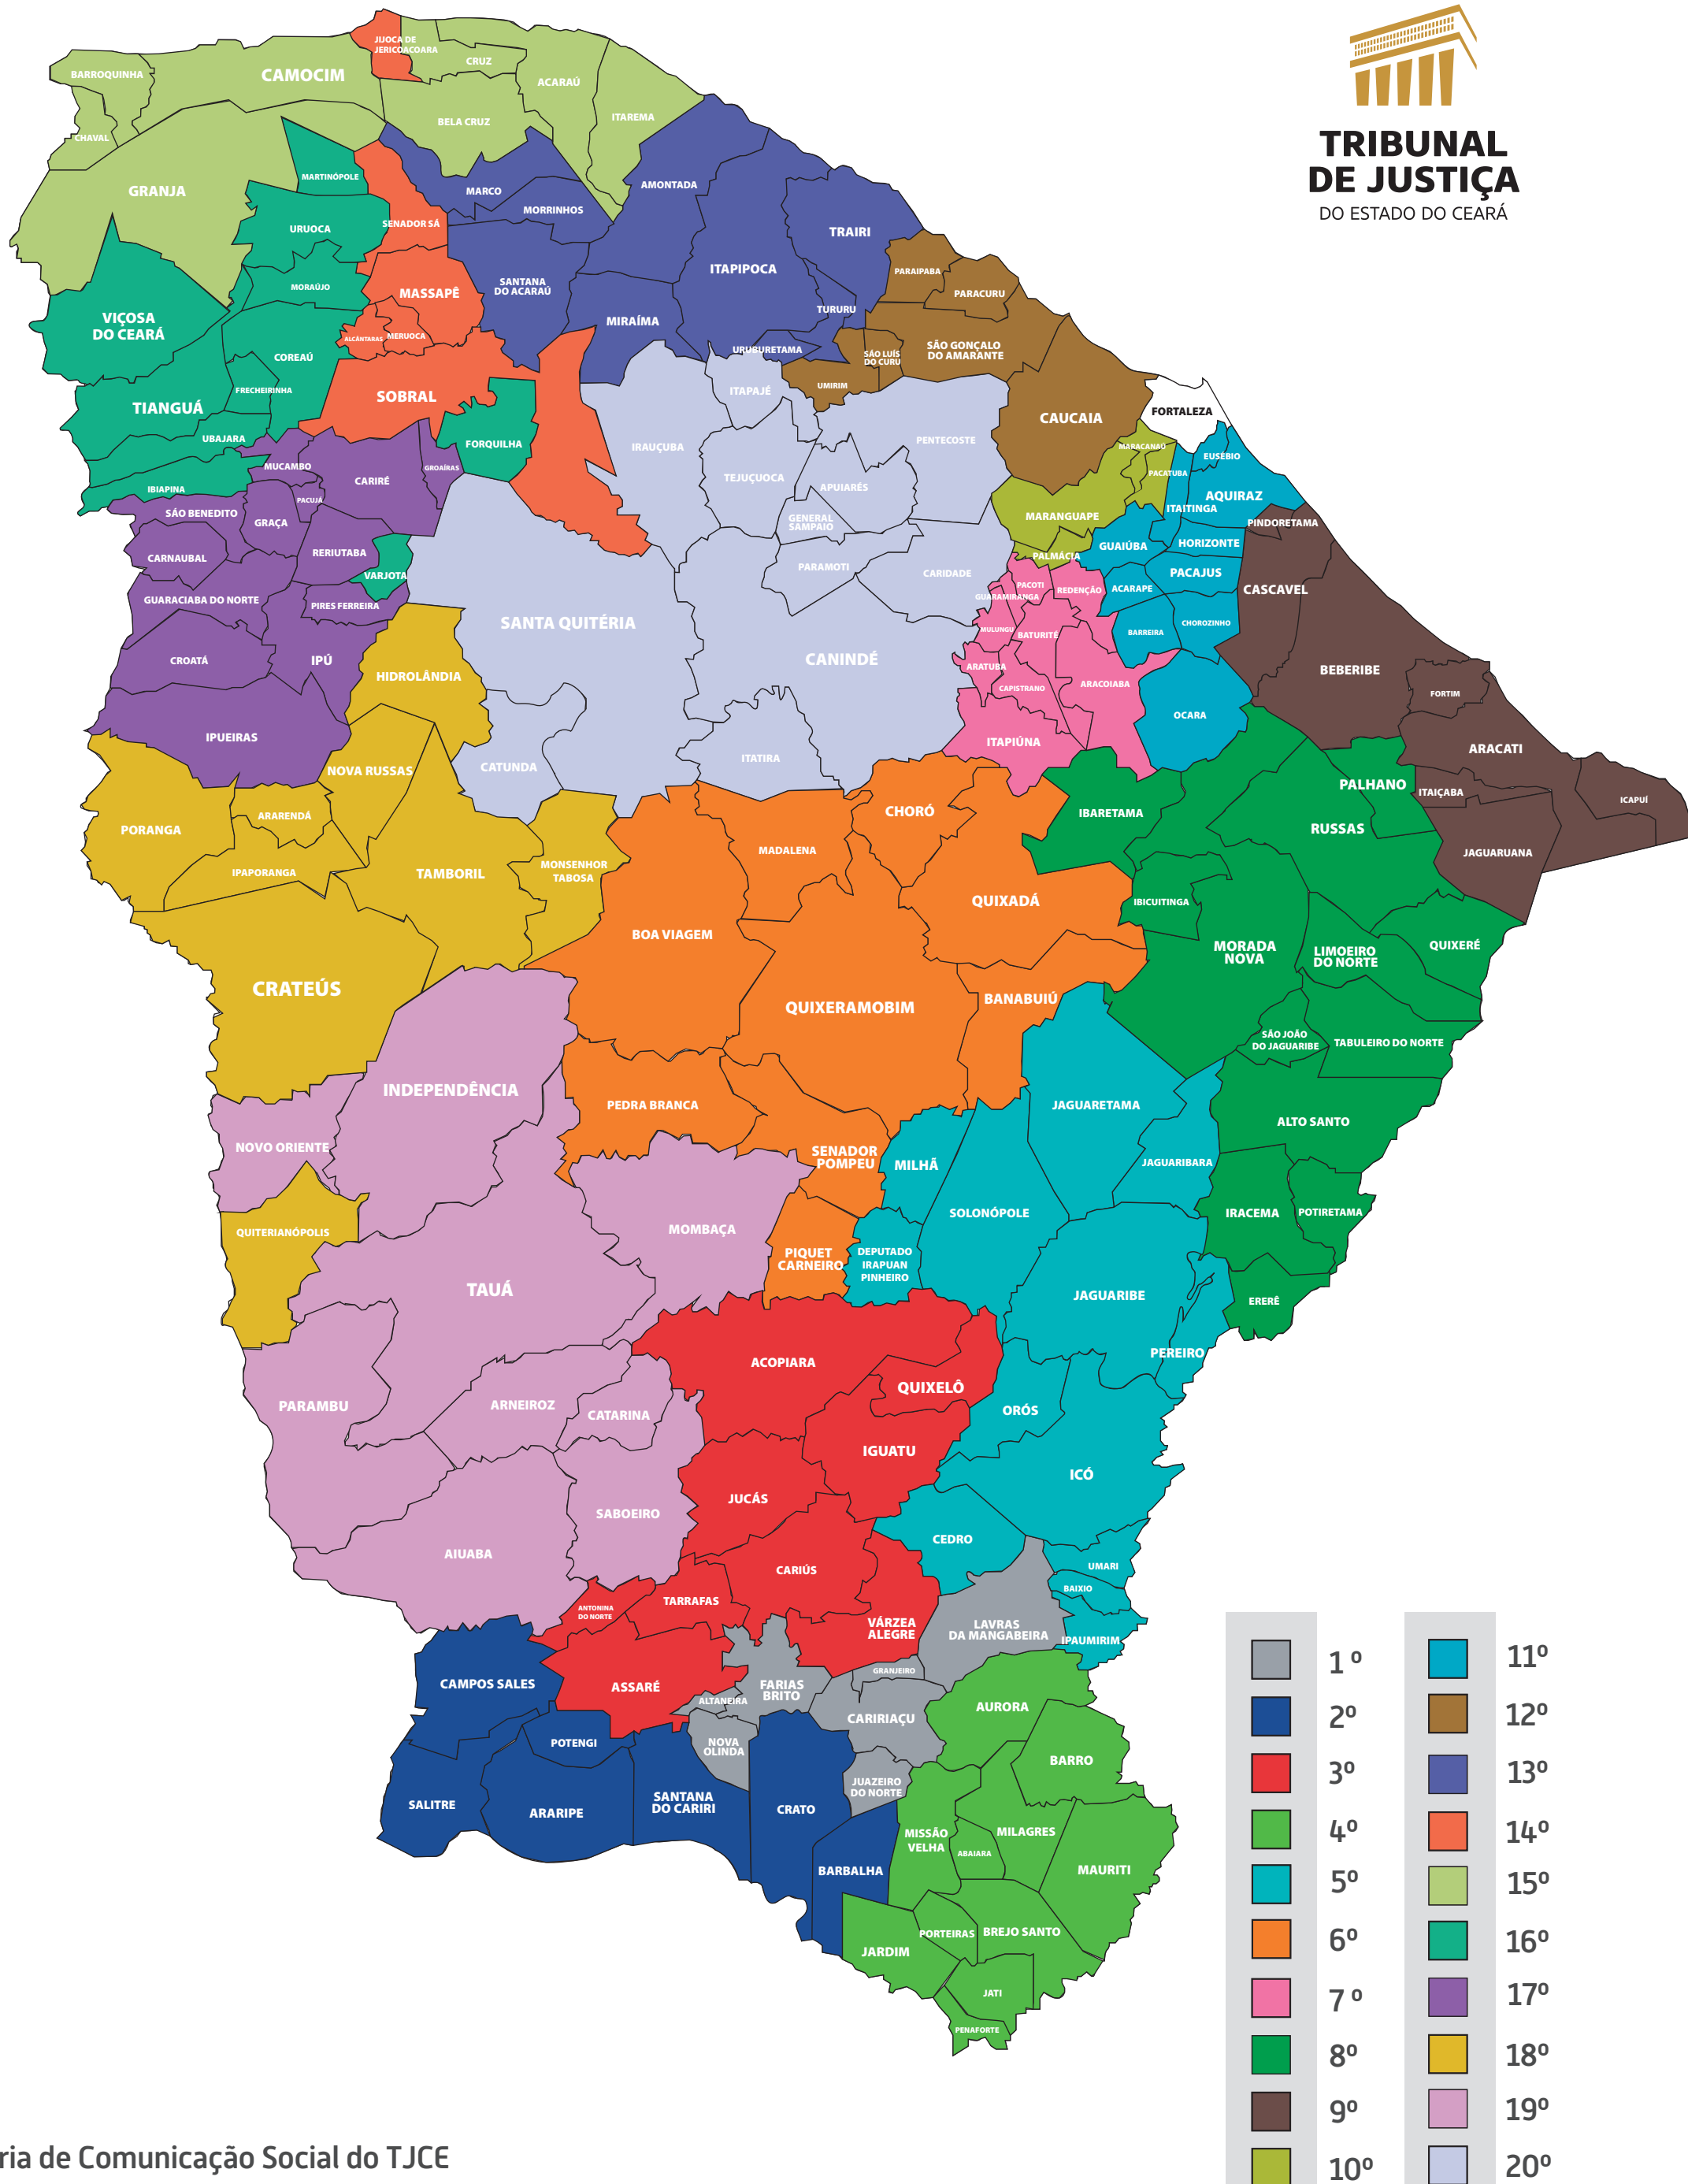 TRIBUNAL
DE JUSTIÇA
DO ESTADO DO CEARÁ
JIJOCA DE
JERICOACOARA
CRUZ
BARROQUINHA
CAMOCIM
ACARAÚ
ITAREMA
BELA CRUZ
CHAVAL
MARTINÓPOLE
GRANJA
MARCO
AMONTADA
MORRINHOS
SENADOR SÁ
URUOCA
TRAIRI
ITAPIPOCA
PARAIPABA
MORAÚJO
MASSAPÊ
SANTANA
DO ACARAÚ
PARACURU
TURURU
VIÇOSA
DO CEARÁ
MIRAÍMA
ALCÂNTARAS
MERUOCA
URUBURETAMA
SÃO LUÍS
DO CURU
SÃO GONÇALO
DO AMARANTE
COREAÚ
FRECHEIRINHA
ITAPAJÉ
UMIRIM
TIANGUÁ
SOBRAL
CAUCAIA
FORTALEZA
UBAJARA
FORQUILHA
IRAUÇUBA
PENTECOSTE
MARACANAÚ
EUSÉBIO
MUCAMBO
GROAÍRAS
CARIRÉ
TEJUÇUOCA
APUIARÉS
PACATUBA
IBIAPINA
PACUJÁ
AQUIRAZ
SÃO BENEDITO
GRAÇA
GENERAL
SAMPAIO
MARANGUAPE
ITAITINGA
PINDORETAMA
CARNAUBAL
RERIUTABA
PALMÁCIA
GUAIÚBA
HORIZONTE
VARJOTA
PARAMOTI
CARIDADE
PACAJUS
GUARACIABA DO NORTE
PIRES FERREIRA
PACOTI
GUARAMIRANGA
REDENÇÃO
ACARAPE
CASCAVEL
SANTA QUITÉRIA
MULUNGU
BATURITÉ
BARREIRA
CHOROZINHO
CROATÁ
IPÚ
CANINDÉ
ARATUBA
HIDROLÂNDIA
CAPISTRANO
ARACOIABA
BEBERIBE
FORTIM
OCARA
IPUEIRAS
ITAPIÚNA
ARACATI
NOVA RUSSAS
CATUNDA
ITATIRA
PALHANO
ITAIÇABA
ICAPUÍ
ARARENDÁ
CHORÓ
IBARETAMA
PORANGA
RUSSAS
MADALENA
JAGUARUANA
IPAPORANGA
TAMBORIL
MONSENHOR
TABOSA
QUIXADÁ
IBICUITINGA
BOA VIAGEM
MORADA
NOVA
LIMOEIRO
DO NORTE
QUIXERÉ
CRATEÚS
QUIXERAMOBIM
BANABUIÚ
SÃO JOÃO
DO JAGUARIBE
TABULEIRO DO NORTE
INDEPENDÊNCIA
PEDRA BRANCA
JAGUARETAMA
ALTO SANTO
NOVO ORIENTE
SENADOR
POMPEU
MILHÃ
JAGUARIBARA
QUITERIANÓPOLIS
MOMBAÇA
SOLONÓPOLE
IRACEMA
POTIRETAMA
PIQUET
CARNEIRO
DEPUTADO
IRAPUAN
PINHEIRO
TAUÁ
JAGUARIBE
ERERÊ
PEREIRO
ACOPIARA
QUIXELÔ
PARAMBU
ARNEIROZ
CATARINA
ORÓS
IGUATU
ICÓ
JUCÁS
SABOEIRO
CEDRO
AIUABA
CARIÚS
UMARI
BAIXIO
ANTONINA
DO NORTE
TARRAFAS
VÁRZEA
ALEGRE
LAVRAS
DA MANGABEIRA
IPAUMIRIM
GRANJEIRO
CAMPOS SALES
ASSARÉ
FARIAS
BRITO
ALTANEIRA
CARIRIAÇU
AURORA
POTENGI
NOVA
OLINDA
BARRO
JUAZEIRO
DO NORTE
SALITRE
ARARIPE
SANTANA
DO CARIRI
CRATO
MISSÃO
VELHA
MILAGRES
ABAIARA
BARBALHA
MAURITI
PORTEIRAS
BREJO SANTO
JARDIM
JATI
PENAFORTE
1º
2º
3º
4º
5º
6º
7º
8º
9º
10º
11º
12º
13º
14º
15º
16º
17º
18º
19º
20º
ria de Comunicação Social do TJCE